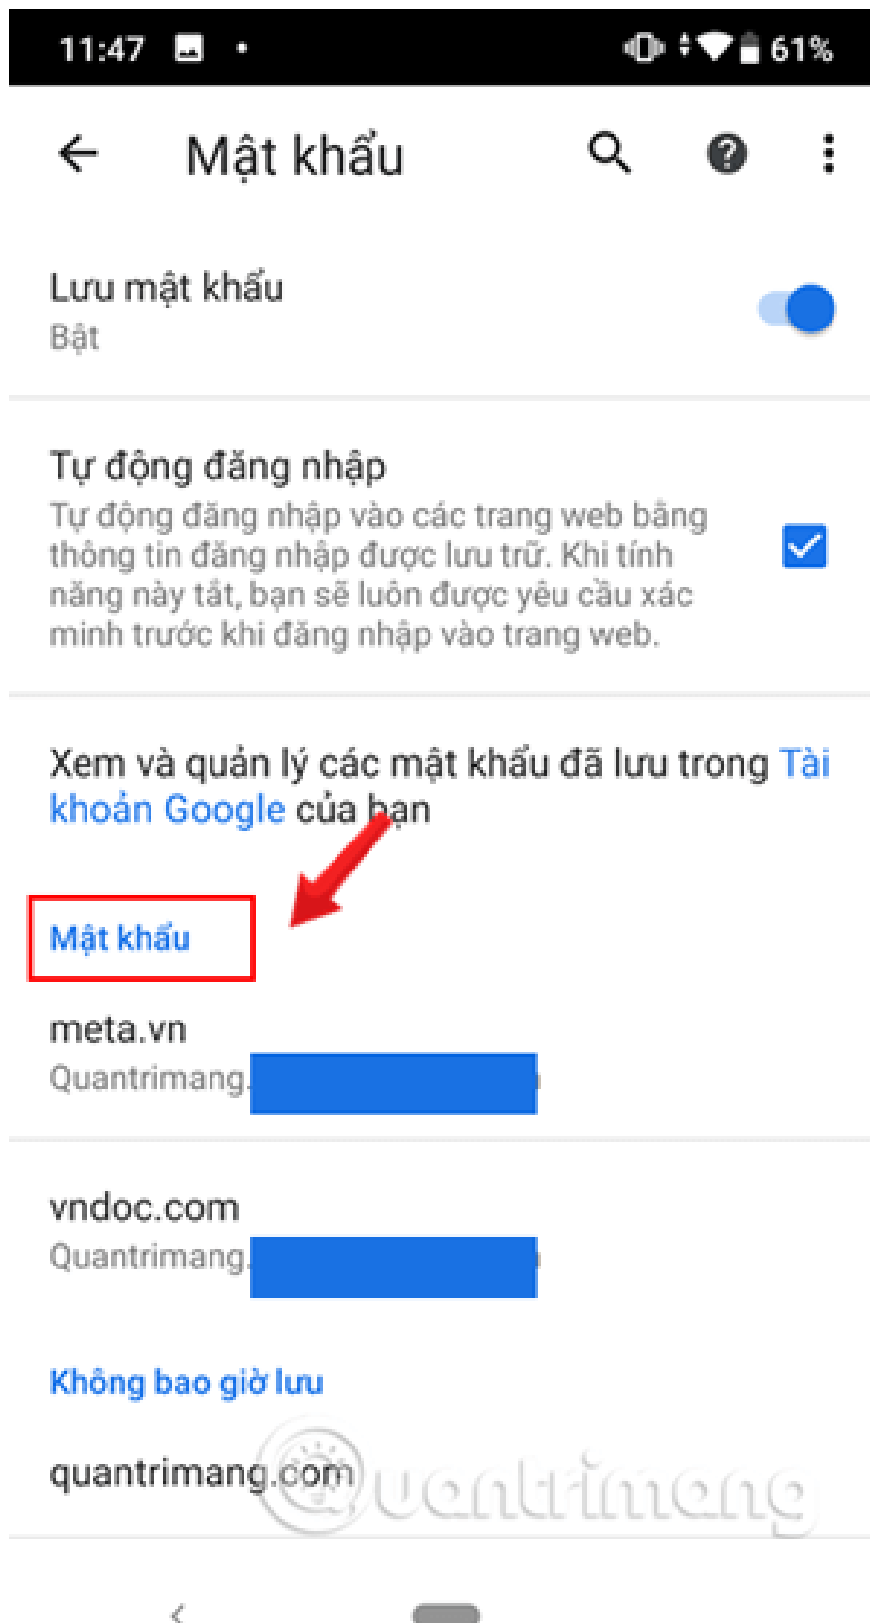 11:47
61%
Mật khẩu
Lưu mật khẩu
Bật
Tự động đăng nhập
Tự động đăng nhập vào các trang web bằng
thông tin đăng nhập được lưu trữ. Khi tính
năng này tắt, bạn sẽ luôn được yêu cầu xác
minh trước khi đăng nhập vào trang web.
Xem và quản lý các mật khẩu đã lưu trong Tài
khoản Google của bạn
Mật khẩu
meta.vn
Quantrimang.
vndoc.com
Quantrimang.
Không bao giờ lưu
quantrimang.com
Quantrimang